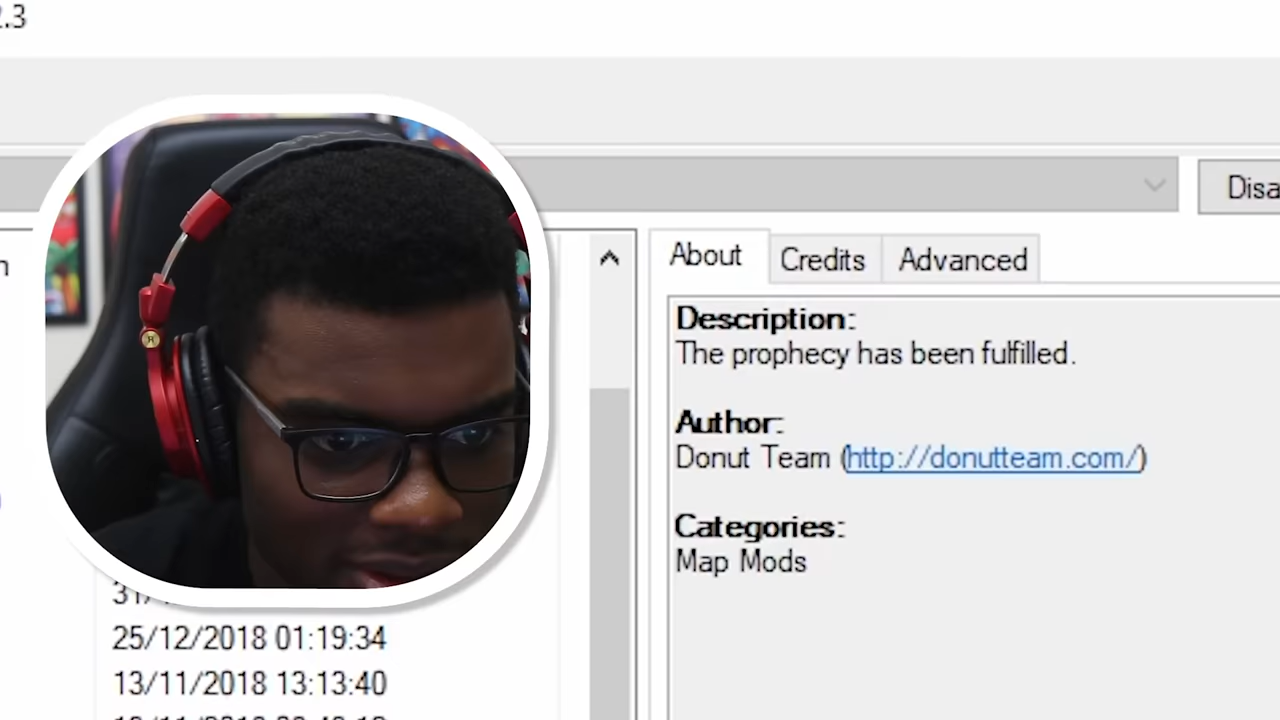 2.3
Disa
About
Credits
Advanced
Description:
The prophecy has been fulfilled.
Author:
Donut Team (http://donutteam.com/)
Categories:
Map Mods
25/12/2018 01:19:34
13/11/2018 13:13:40